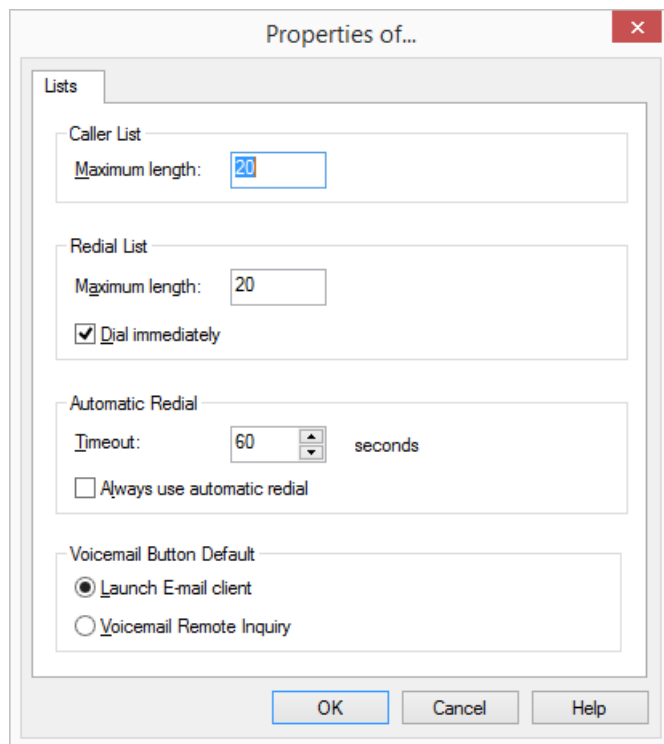 Properties of...
Lists
Caller List
Maximum length: 20
Redial List
Maximum length: 20
Dial immediately
Automatic Redial
Timeout: 60 seconds
Always use automatic redial
Voicemail Button Default
Launch E-mail client
Voicemail Remote Inquiry
OK Cancel Help